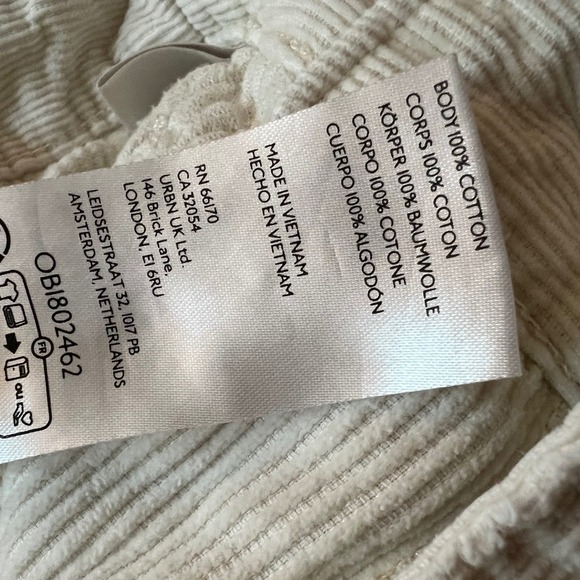 BODY 100% COTTON
CORPS 100% COTON
KÖRPER 100% BAUMWOLLE
CORPO 100% COTONE
CUERPO 100% ALGODÓN
MADE IN VIETNAM
HECHO EN VIETNAM
RN 66170
CA 32054
URBN UK Ltd.
146 Brick Lane,
LONDON, E1 6RU
LEIDSESTRAAT 32, 1017 PB
AMSTERDAM, NETHERLANDS
OB1802462
FR
OU